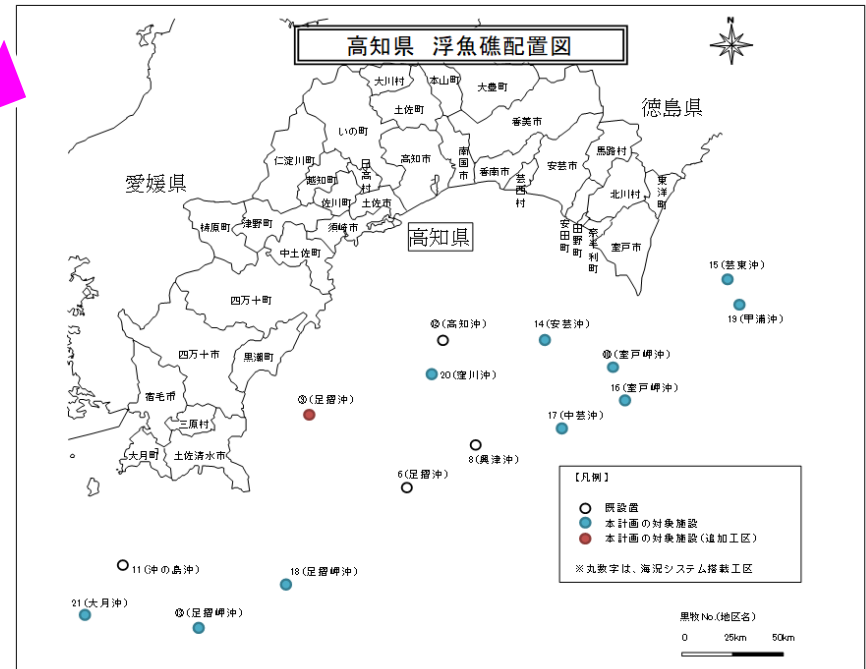 高知県 浮魚礁配置図
N
大川村
本山町
大豊町
土佐町
香美市
徳島県
いの町
馬路村
仁淀川町
日高村
高知市
南国市
香南市
芸西村
安芸市
愛媛県
越知町
北川村
東洋町
佐川町
土佐市
梼原町
津野町
須崎市
高知県
安田町
田野町
奈半利町
室戸市
中土佐町
15(芸東沖)
四万十町
19(甲浦沖)
⑫(高知沖)
14(安芸沖)
四万十市
黒潮町
(室戸岬沖)
20(窪川沖)
宿毛市
16(室戸岬沖)
(足摺沖)
三原村
17(中芸沖)
大月町
土佐清水市
8(興津沖)
6(足摺沖)
【凡例】
既設置
本計画の対象施設
本計画の対象施設(追加工区)
※丸数字は、海況システム搭載工区
11(沖の島沖)
18(足摺岬沖)
21(大月沖)
⑬(足摺岬沖)
黒牧No.(地区名)
0 25km 50km